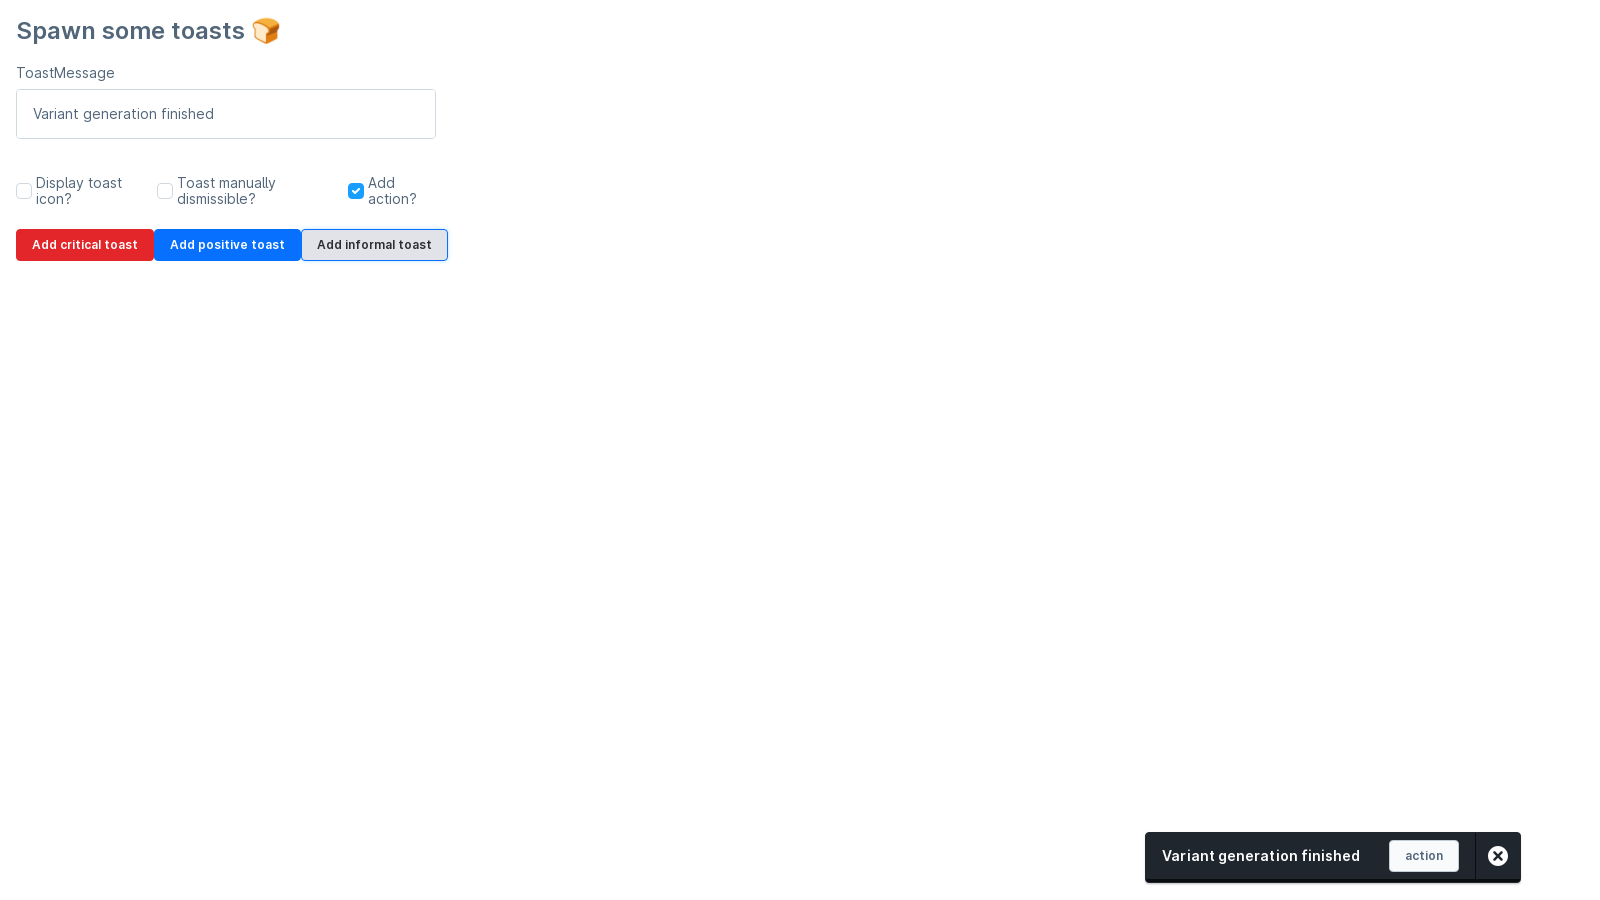 Spawn some toasts 🍞
ToastMessage
Variant generation finished
Display toast icon?
Toast manually dismissible?
Add action?
Add critical toast
Add positive toast
Add informal toast
Variant generation finished
action